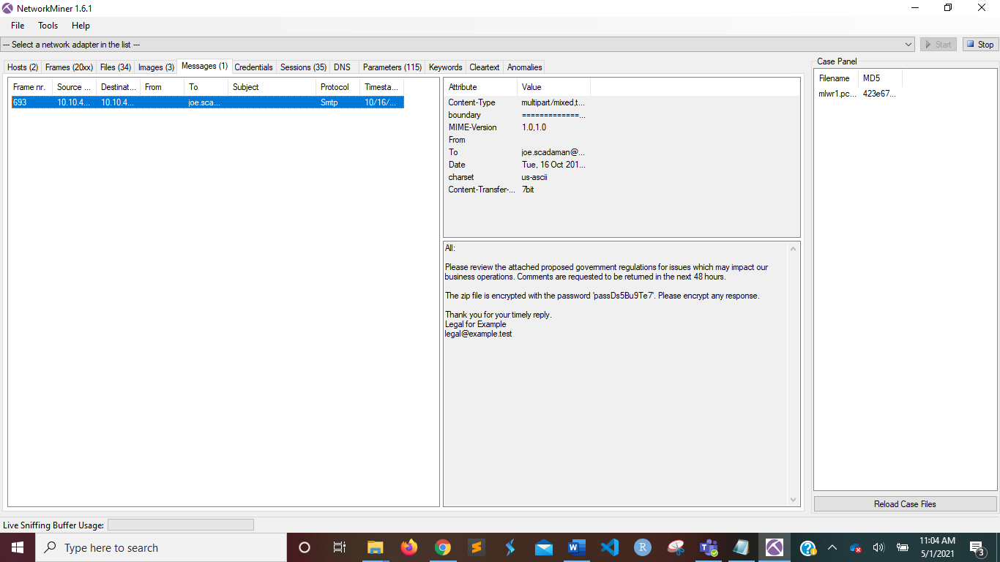 NetworkMiner 1.6.1
File Tools Help
--- Select a network adapter in the list ---
Start
Stop
Hosts (2) Frames (20xx) Files (34) Images (3) Messages (1) Credentials Sessions (35) DNS Parameters (115) Keywords Cleartext Anomalies
Frame nr. Source ... Destinat... From To Subject Protocol Timesta...
693 10.10.4... 10.10.4... joe.sca... Smtp 10/16/...
Attribute Value
Content-Type multipart/mixed,t...
boundary =============...
MIME-Version 1.0,1.0
From
To joe.scadaman@...
Date Tue, 16 Oct 201...
charset us-ascii
Content-Transfer-... 7bit
All:
Please review the attached proposed government regulations for issues which may impact our
business operations. Comments are requested to be returned in the next 48 hours.
The zip file is encrypted with the password 'passDs5Bu9Te7'. Please encrypt any response.
Thank you for your timely reply.
Legal for Example
legal@example.test
Case Panel
Filename MD5
mlwr1.pc... 423e67...
Reload Case Files
Live Sniffing Buffer Usage:
Type here to search
11:04 AM
5/1/2021
3